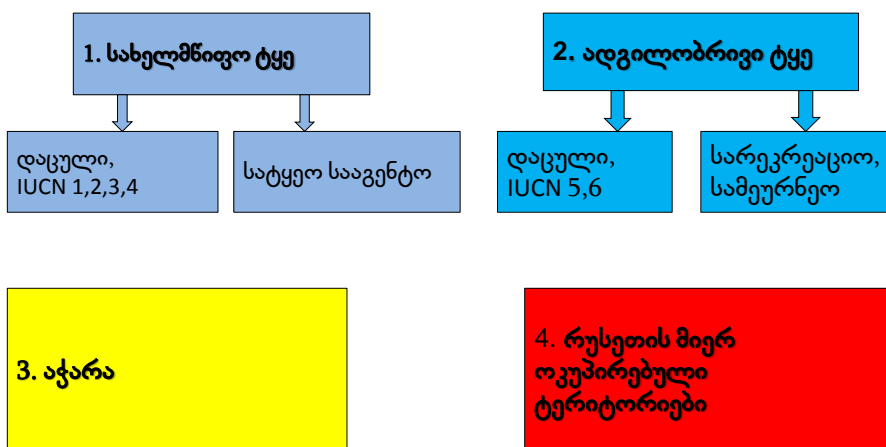 1. სახელმწიფო ტყე
2. ადგილობრივი ტყე
დაცული,
IUCN 1,2,3,4
სატყეო სააგენტო
დაცული,
IUCN 5,6
სარეკრეაციო,
სამეურნეო
3. აჭარა
4. რუსეთის მიერ
ოკუპირებული
ტერიტორიები